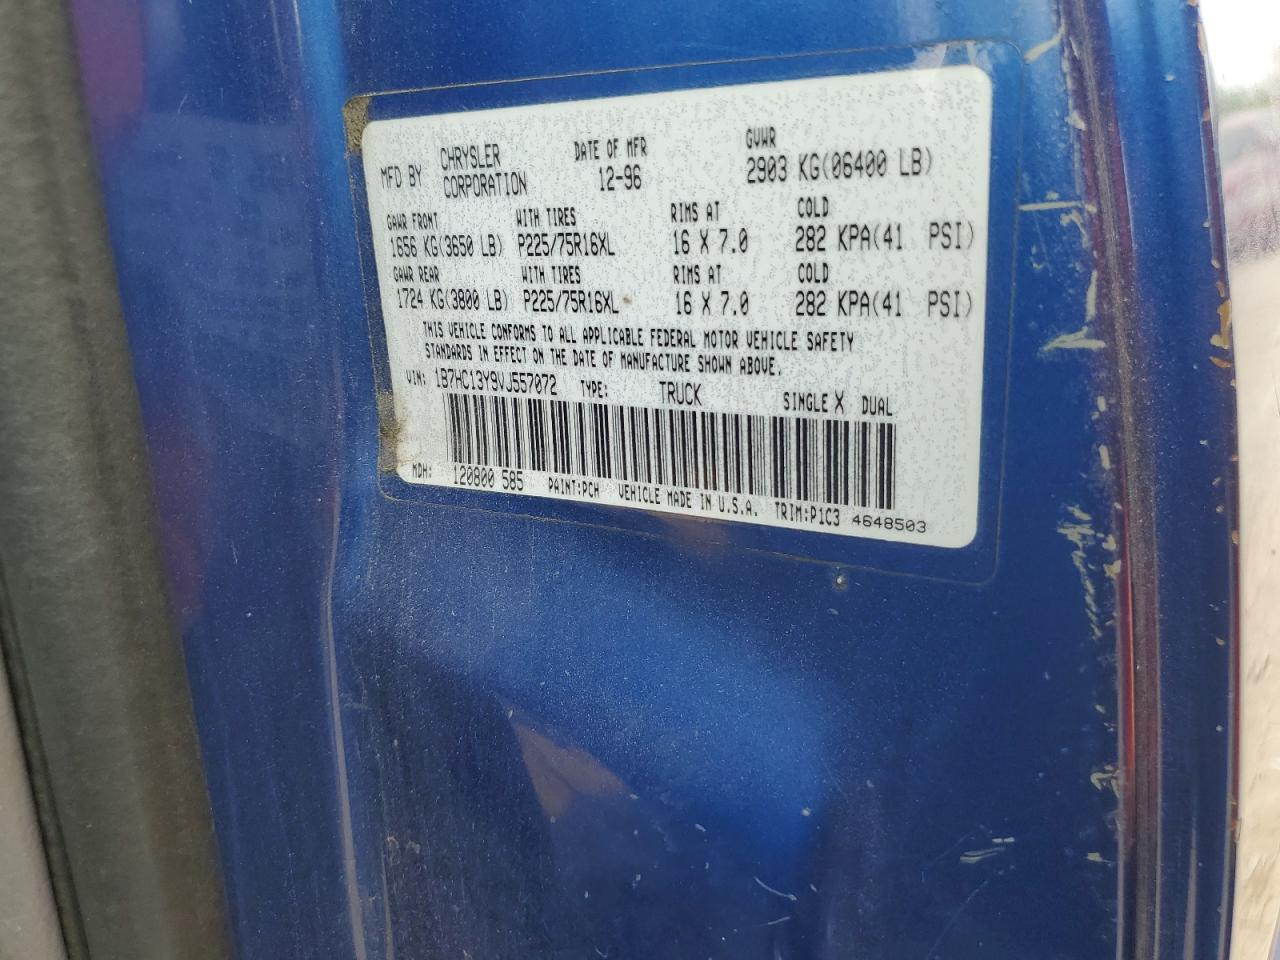 MFD BY CHRYSLER CORPORATION DATE OF MFR 12-96 GVWR 2903 KG(06400 LB)
GAWR FRONT WITH TIRES RIMS AT COLD
1656 KG(3650 LB) P225/75R16XL 16 X 7.0 282 KPA(41 PSI)
GAWR REAR WITH TIRES RIMS AT COLD
1724 KG(3800 LB) P225/75R16XL 16 X 7.0 282 KPA(41 PSI)
THIS VEHICLE CONFORMS TO ALL APPLICABLE FEDERAL MOTOR VEHICLE SAFETY
STANDARDS IN EFFECT ON THE DATE OF MANUFACTURE SHOWN ABOVE.
VIN: 1B7HC13Y9VJ557072 TYPE: TRUCK SINGLE X DUAL
MDH: 120800 585 PAINT:PCH VEHICLE MADE IN U.S.A. TRIM:P1C3 4648503